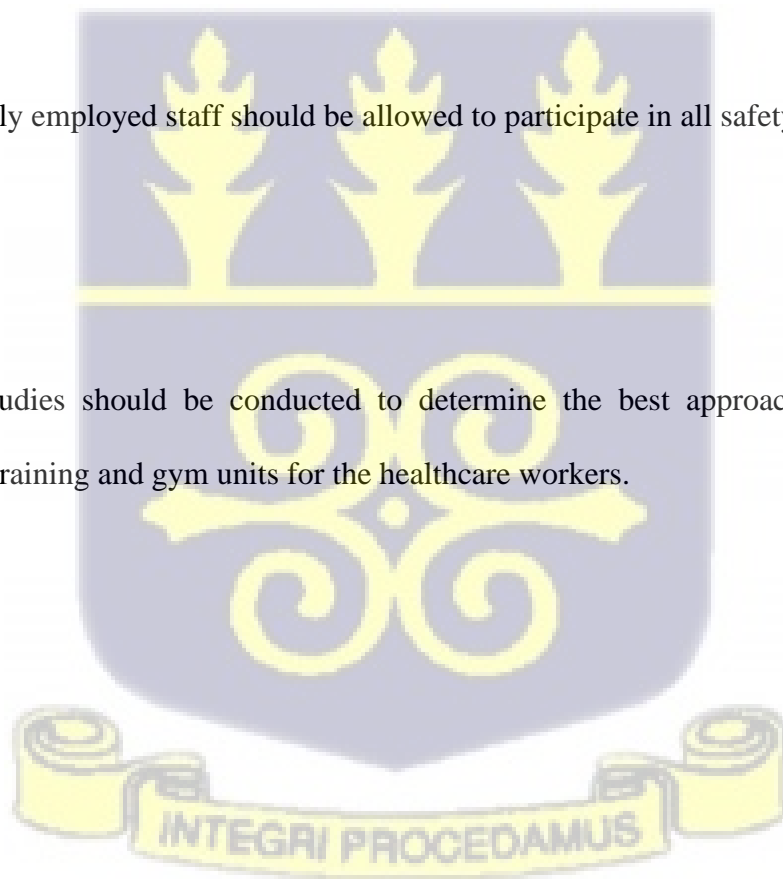 ly employed staff should be allowed to participate in all safety
udies should be conducted to determine the best approac
raining and gym units for the healthcare workers.
INTEGRI PROCEDAMUS